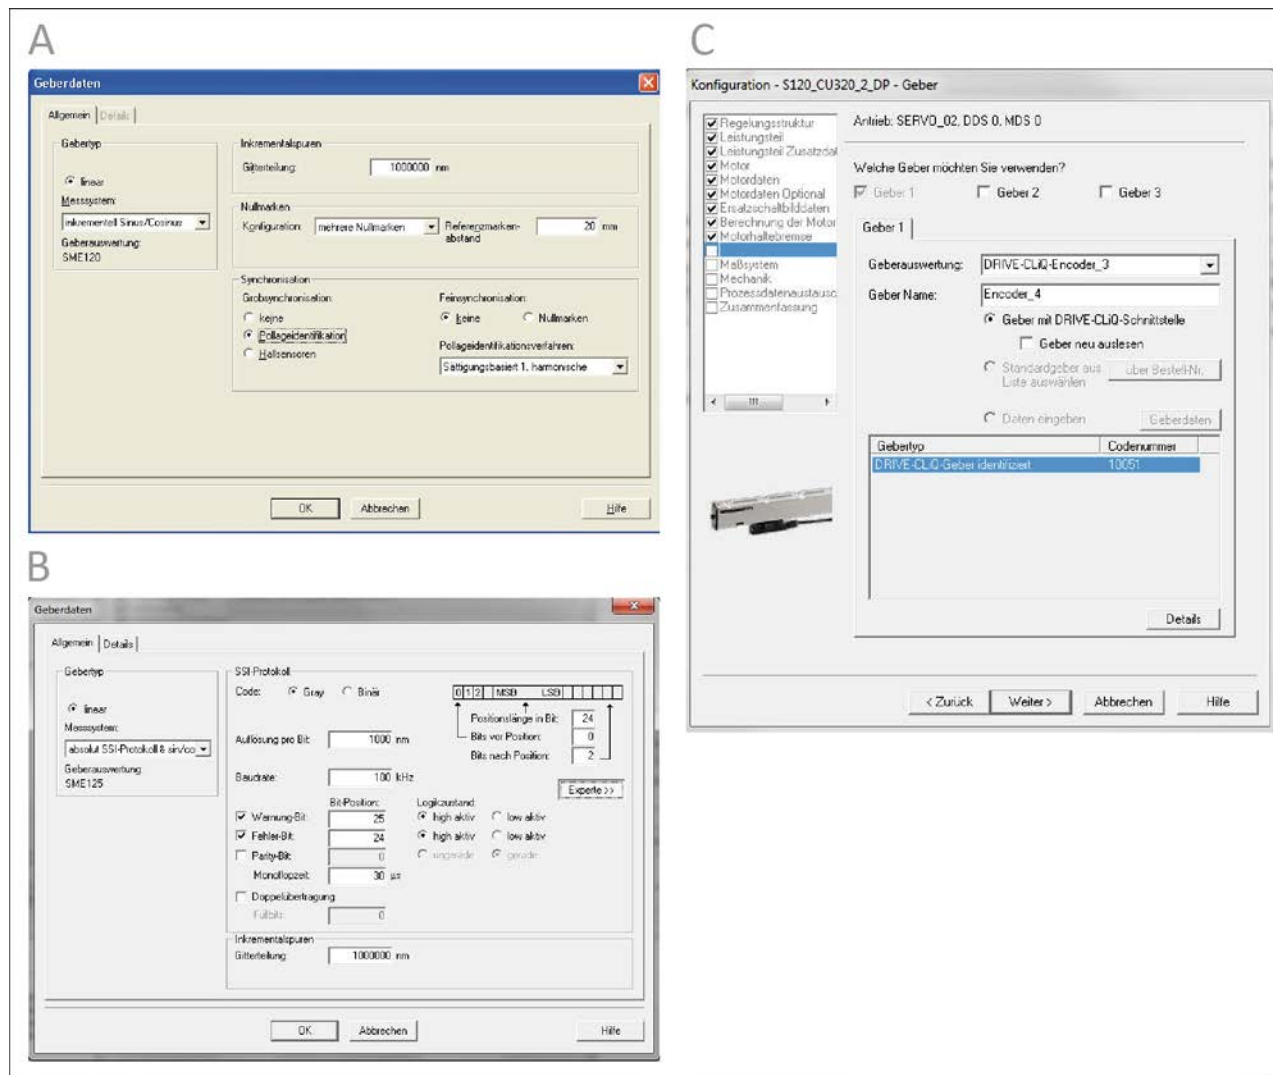 A
Geberdaten
Allgemein Details
Gebertyp
linear
Messsystem:
inkrementell Sinus/Cosinus
Geberauswertung:
SME120
Inkrementalspuren
Gitterteilung: 1000000 nm
Nullmarken
Konfiguration: mehrere Nullmarken Referenzmarken-
abstand 20 mm
Synchronisation
Grobsynchronisation: Feinsynchronisation:
keine keine Nullmarken
Pollageidentifikation
Hallsensoren
Pollageidentifikationsverfahren:
Sättigungsbasiert 1. harmonische
OK Abbrechen Hilfe
B
Geberdaten
Allgemein Details
Gebertyp
linear
Messsystem:
absolut SSI-Protokoll & sin/co
Geberauswertung:
SME125
SSI-Protokoll
Code: Gray Binär
0 1 2 MSB LSB
Positionslänge in Bit: 24
Bits vor Position: 0
Bits nach Position: 2
Auflösung pro Bit: 1000 nm
Baudrate: 100 kHz
Experte >>
Bit-Position: Logikzustand:
Warnung-Bit: 25 high aktiv low aktiv
Fehler-Bit: 24 high aktiv low aktiv
Parity-Bit: 0 ungerade gerade
Monoflopzeit: 30 µs
Doppelübertragung
Füllbits: 0
Inkrementalspuren
Gitterteilung: 1000000 nm
OK Abbrechen Hilfe
C
Konfiguration - S120_CU320_2_DP - Geber
Regelungsstruktur
Leistungsteil
Leistungsteil Zusatzdat
Motor
Motordaten
Motordaten Optional
Ersatzschaltbilddaten
Berechnung der Motor
Motorhaltebremse
Maßsystem
Mechanik
Prozessdatenaustausc
Zusammenfassung
Antrieb: SERVO_02, DDS 0, MDS 0
Welche Geber möchten Sie verwenden?
Geber 1 Geber 2 Geber 3
Geber 1
Geberauswertung: DRIVE-CLiQ-Encoder_3
Geber Name: Encoder_4
Geber mit DRIVE-CLiQ-Schnittstelle
Geber neu auslesen
Standardgeber aus
Liste auswählen über Bestell-Nr.
Daten eingeben Geberdaten
Gebertyp Codenummer
DRIVE-CLiQ-Geber identifiziert 10051
Details
< Zurück Weiter > Abbrechen Hilfe